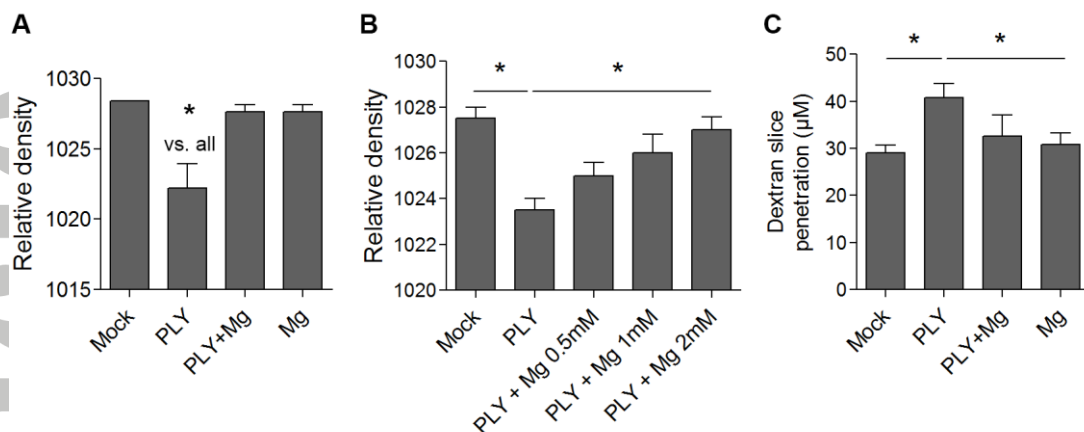 A
Relative density
1030
1025
1020
1015
*
vs. all
Mock
PLY
PLY+Mg
Mg
B
Relative density
1030
1028
1026
1024
1022
1020
*
*
Mock
PLY
PLY + Mg 0.5mM
PLY + Mg 1mM
PLY + Mg 2mM
C
Dextran slice
penetration (µM)
50
40
30
20
10
0
*
*
Mock
PLY
PLY+Mg
Mg